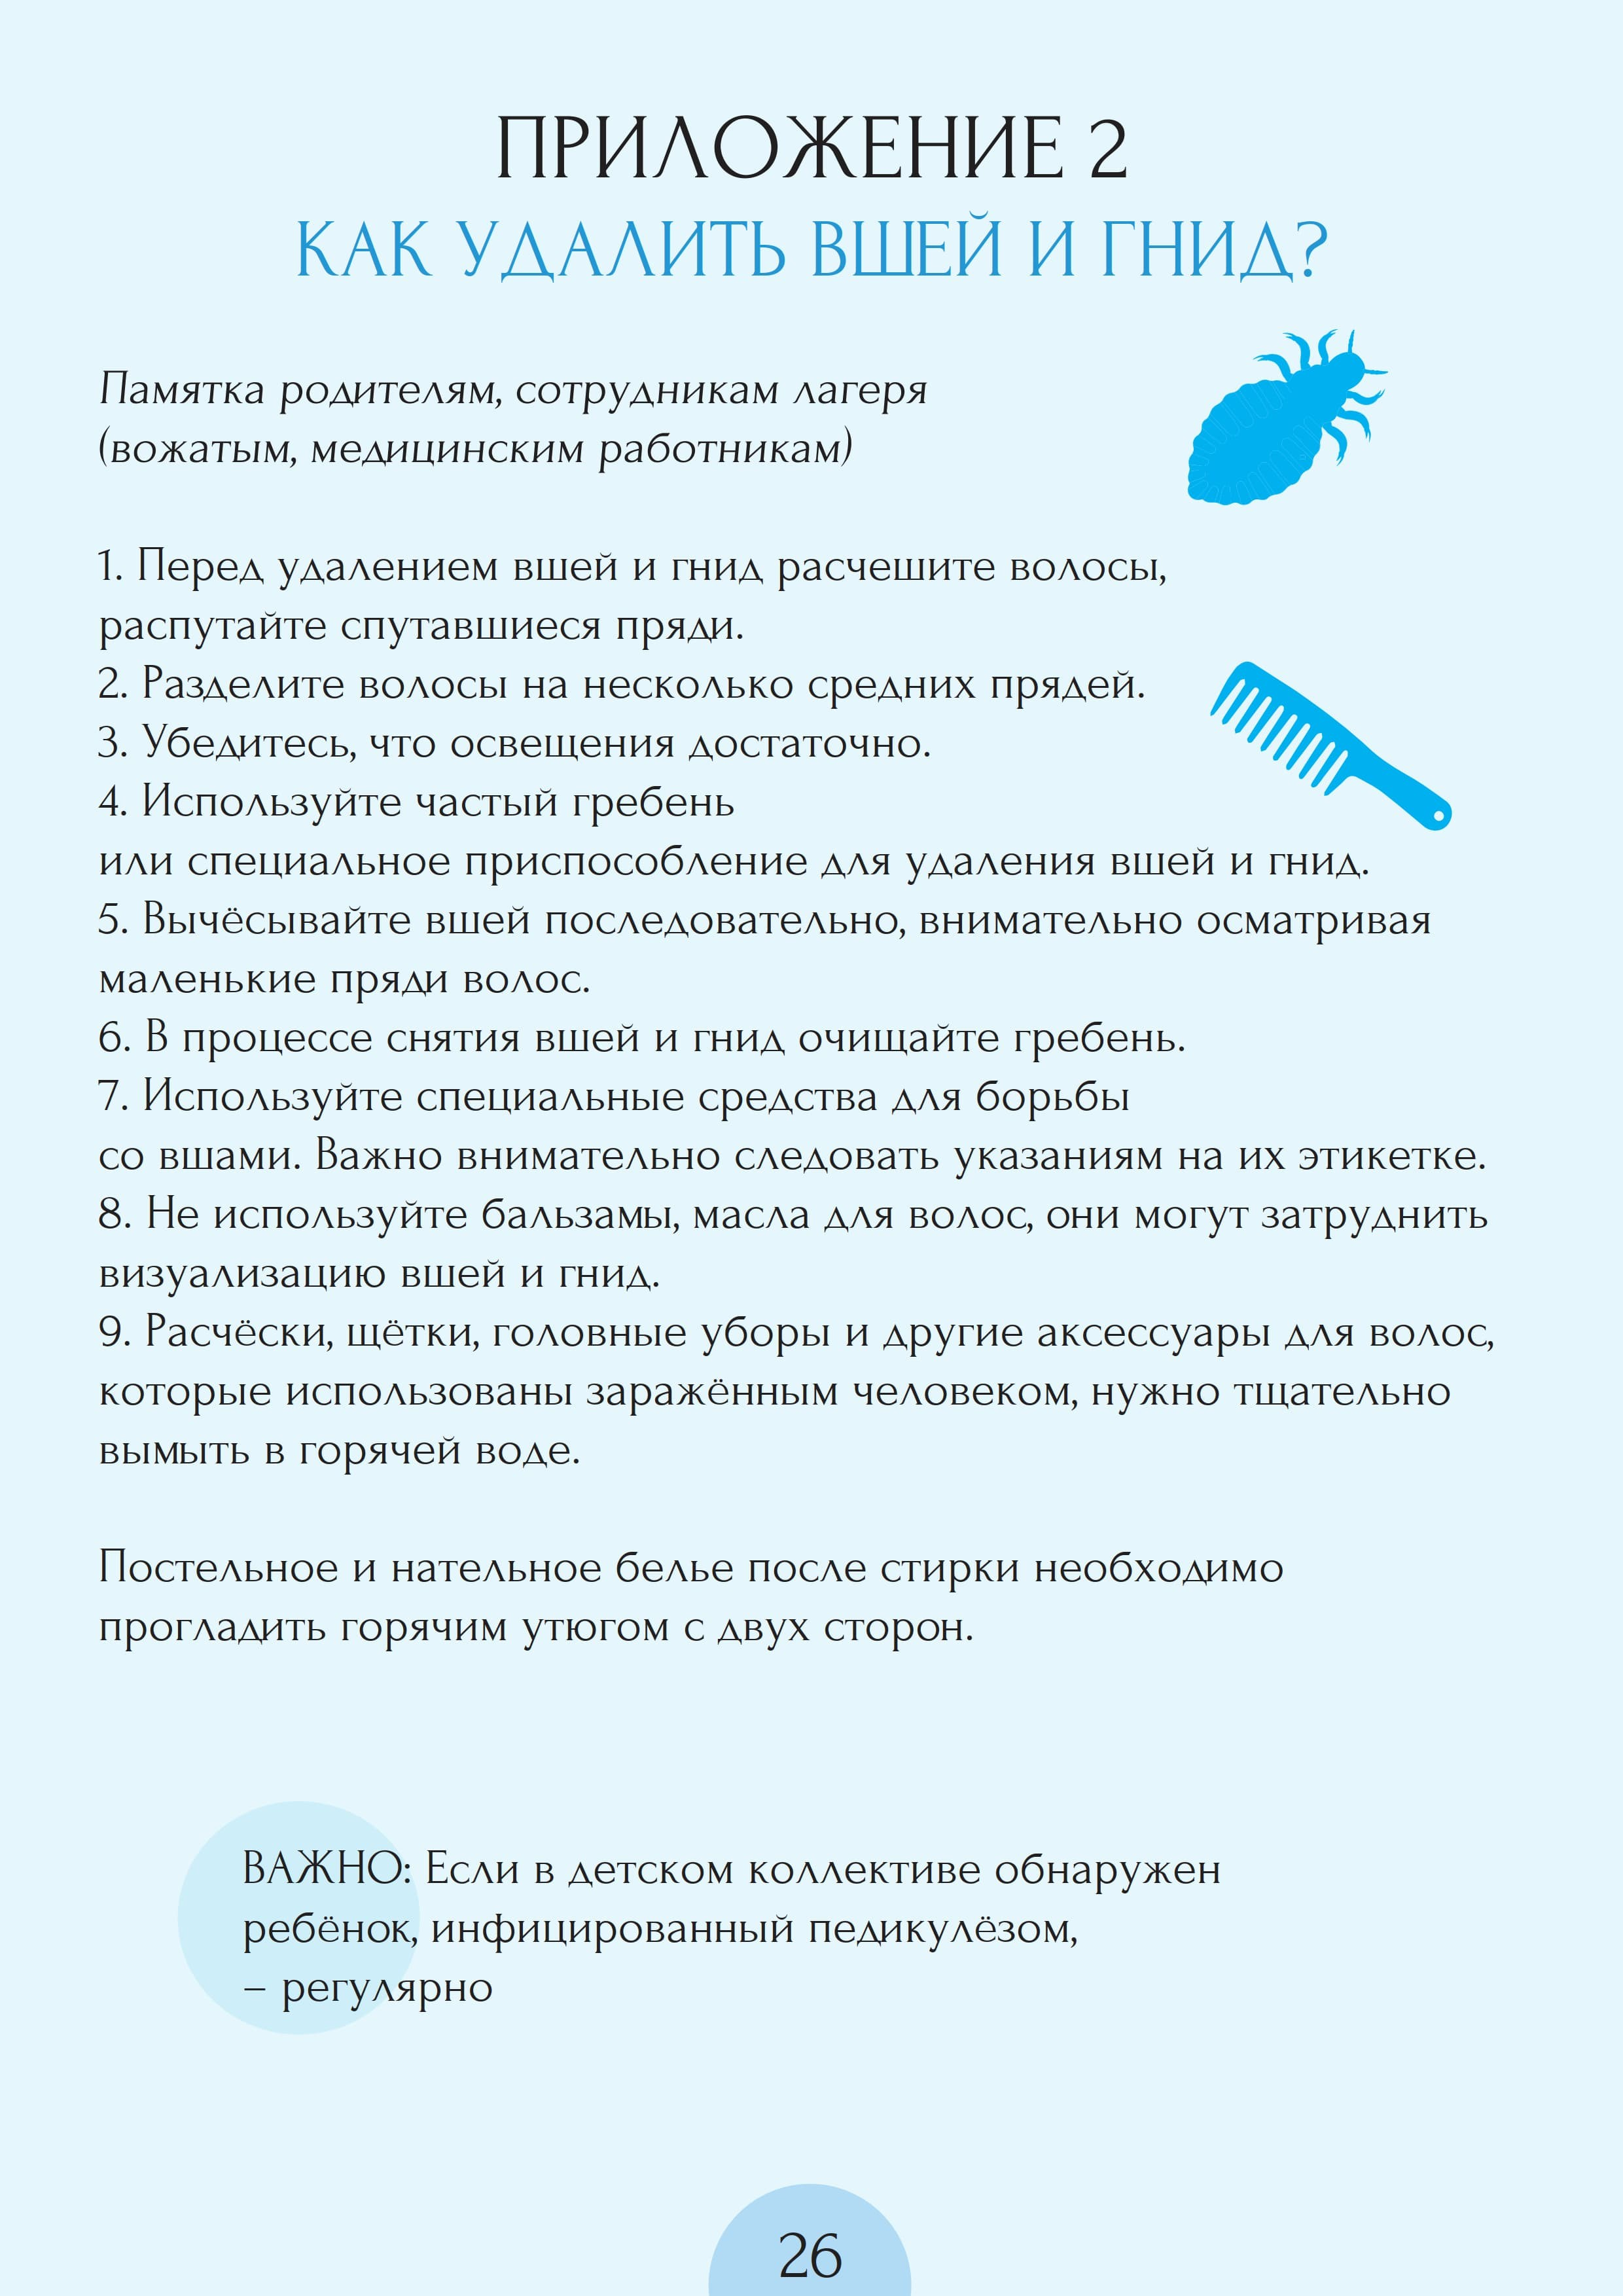 ПРИЛОЖЕНИЕ 2
КАК УДАЛИТЬ ВШЕЙ И ГНИД?
Памятка родителям, сотрудникам лагеря
(вожатым, медицинским работникам)
1. Перед удалением вшей и гнид расчешите волосы,
распутайте спутавшиеся пряди.
2. Разделите волосы на несколько средних прядей.
3. Убедитесь, что освещения достаточно.
4. Используйте частый гребень
или специальное приспособление для удаления вшей и гнид.
5. Вычёсывайте вшей последовательно, внимательно осматривая
маленькие пряди волос.
6. В процессе снятия вшей и гнид очищайте гребень.
7. Используйте специальные средства для борьбы
со вшами. Важно внимательно следовать указаниям на их этикетке.
8. Не используйте бальзамы, масла для волос, они могут затруднить
визуализацию вшей и гнид.
9. Расчёски, щётки, головные уборы и другие аксессуары для волос,
которые использованы заражённым человеком, нужно тщательно
вымыть в горячей воде.
Постельное и нательное белье после стирки необходимо
прогладить горячим утюгом с двух сторон.
ВАЖНО: Если в детском коллективе обнаружен
ребёнок, инфицированный педикулёзом,
– регулярно
26